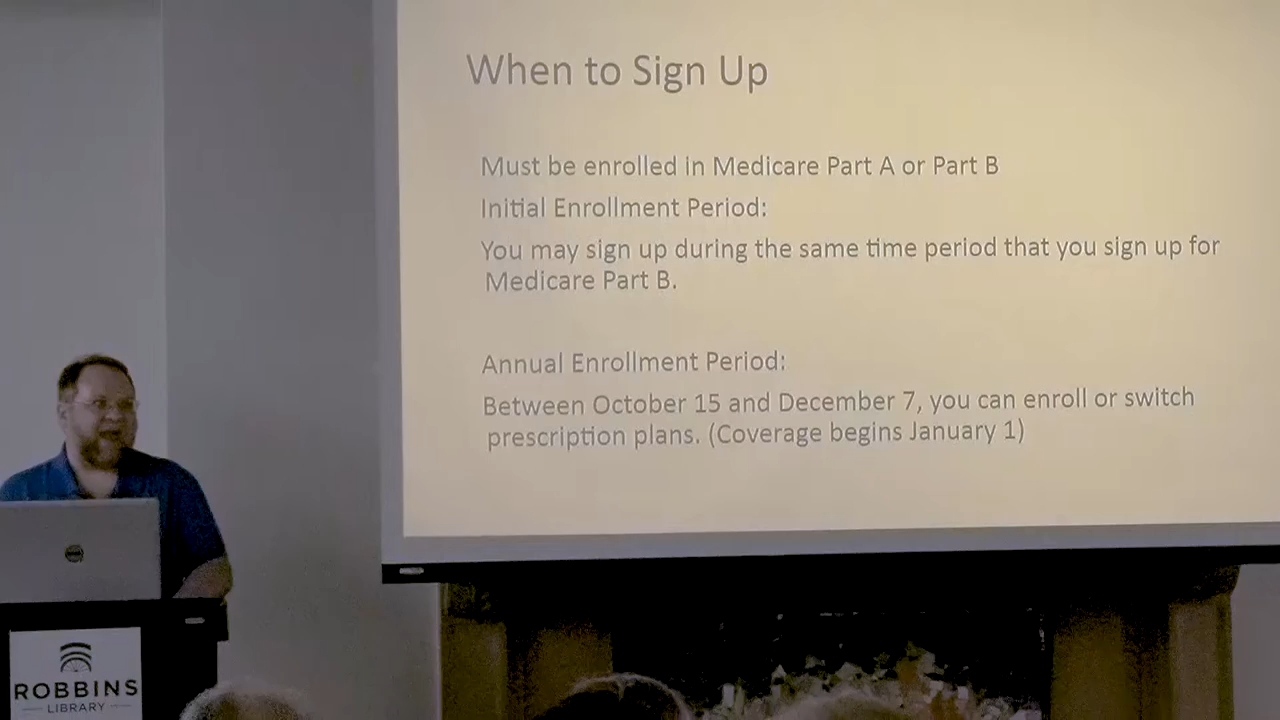 When to Sign Up
Must be enrolled in Medicare Part A or Part B
Initial Enrollment Period:
You may sign up during the same time period that you sign up for
Medicare Part B.
Annual Enrollment Period:
Between October 15 and December 7, you can enroll or switch
prescription plans. (Coverage begins January 1)
ROBBINS
LIBRARY